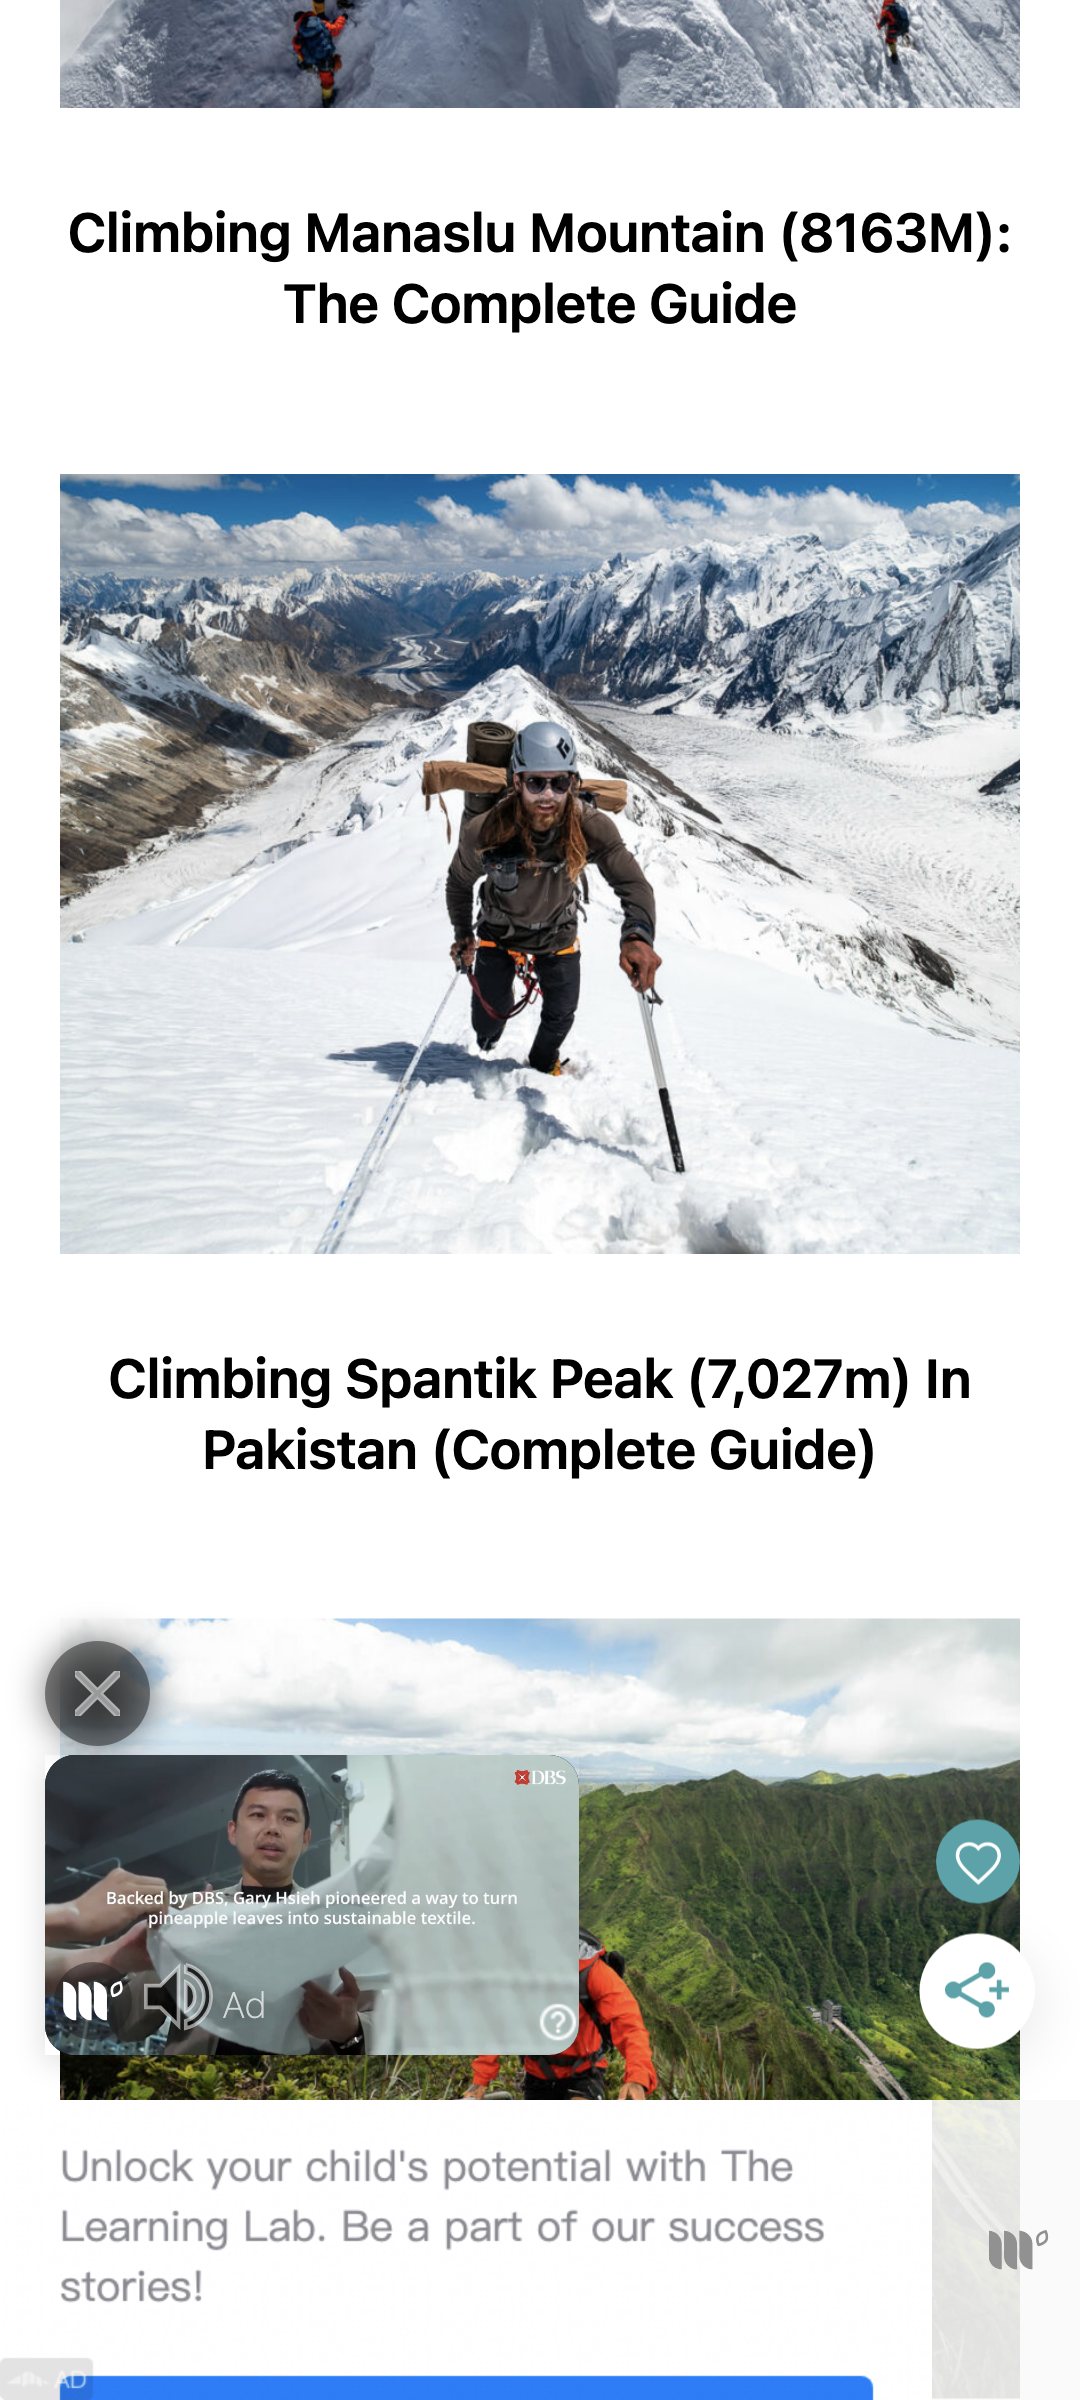 Climbing Manaslu Mountain (8163M):
The Complete Guide
Climbing Spantik Peak (7,027m) In
Pakistan (Complete Guide)
DBS
Backed by DBS, Gary Hsieh pioneered a way to turn
pineapple leaves into sustainable textile.
Ad
Unlock your child's potential with The
Learning Lab. Be a part of our success
stories!
AD